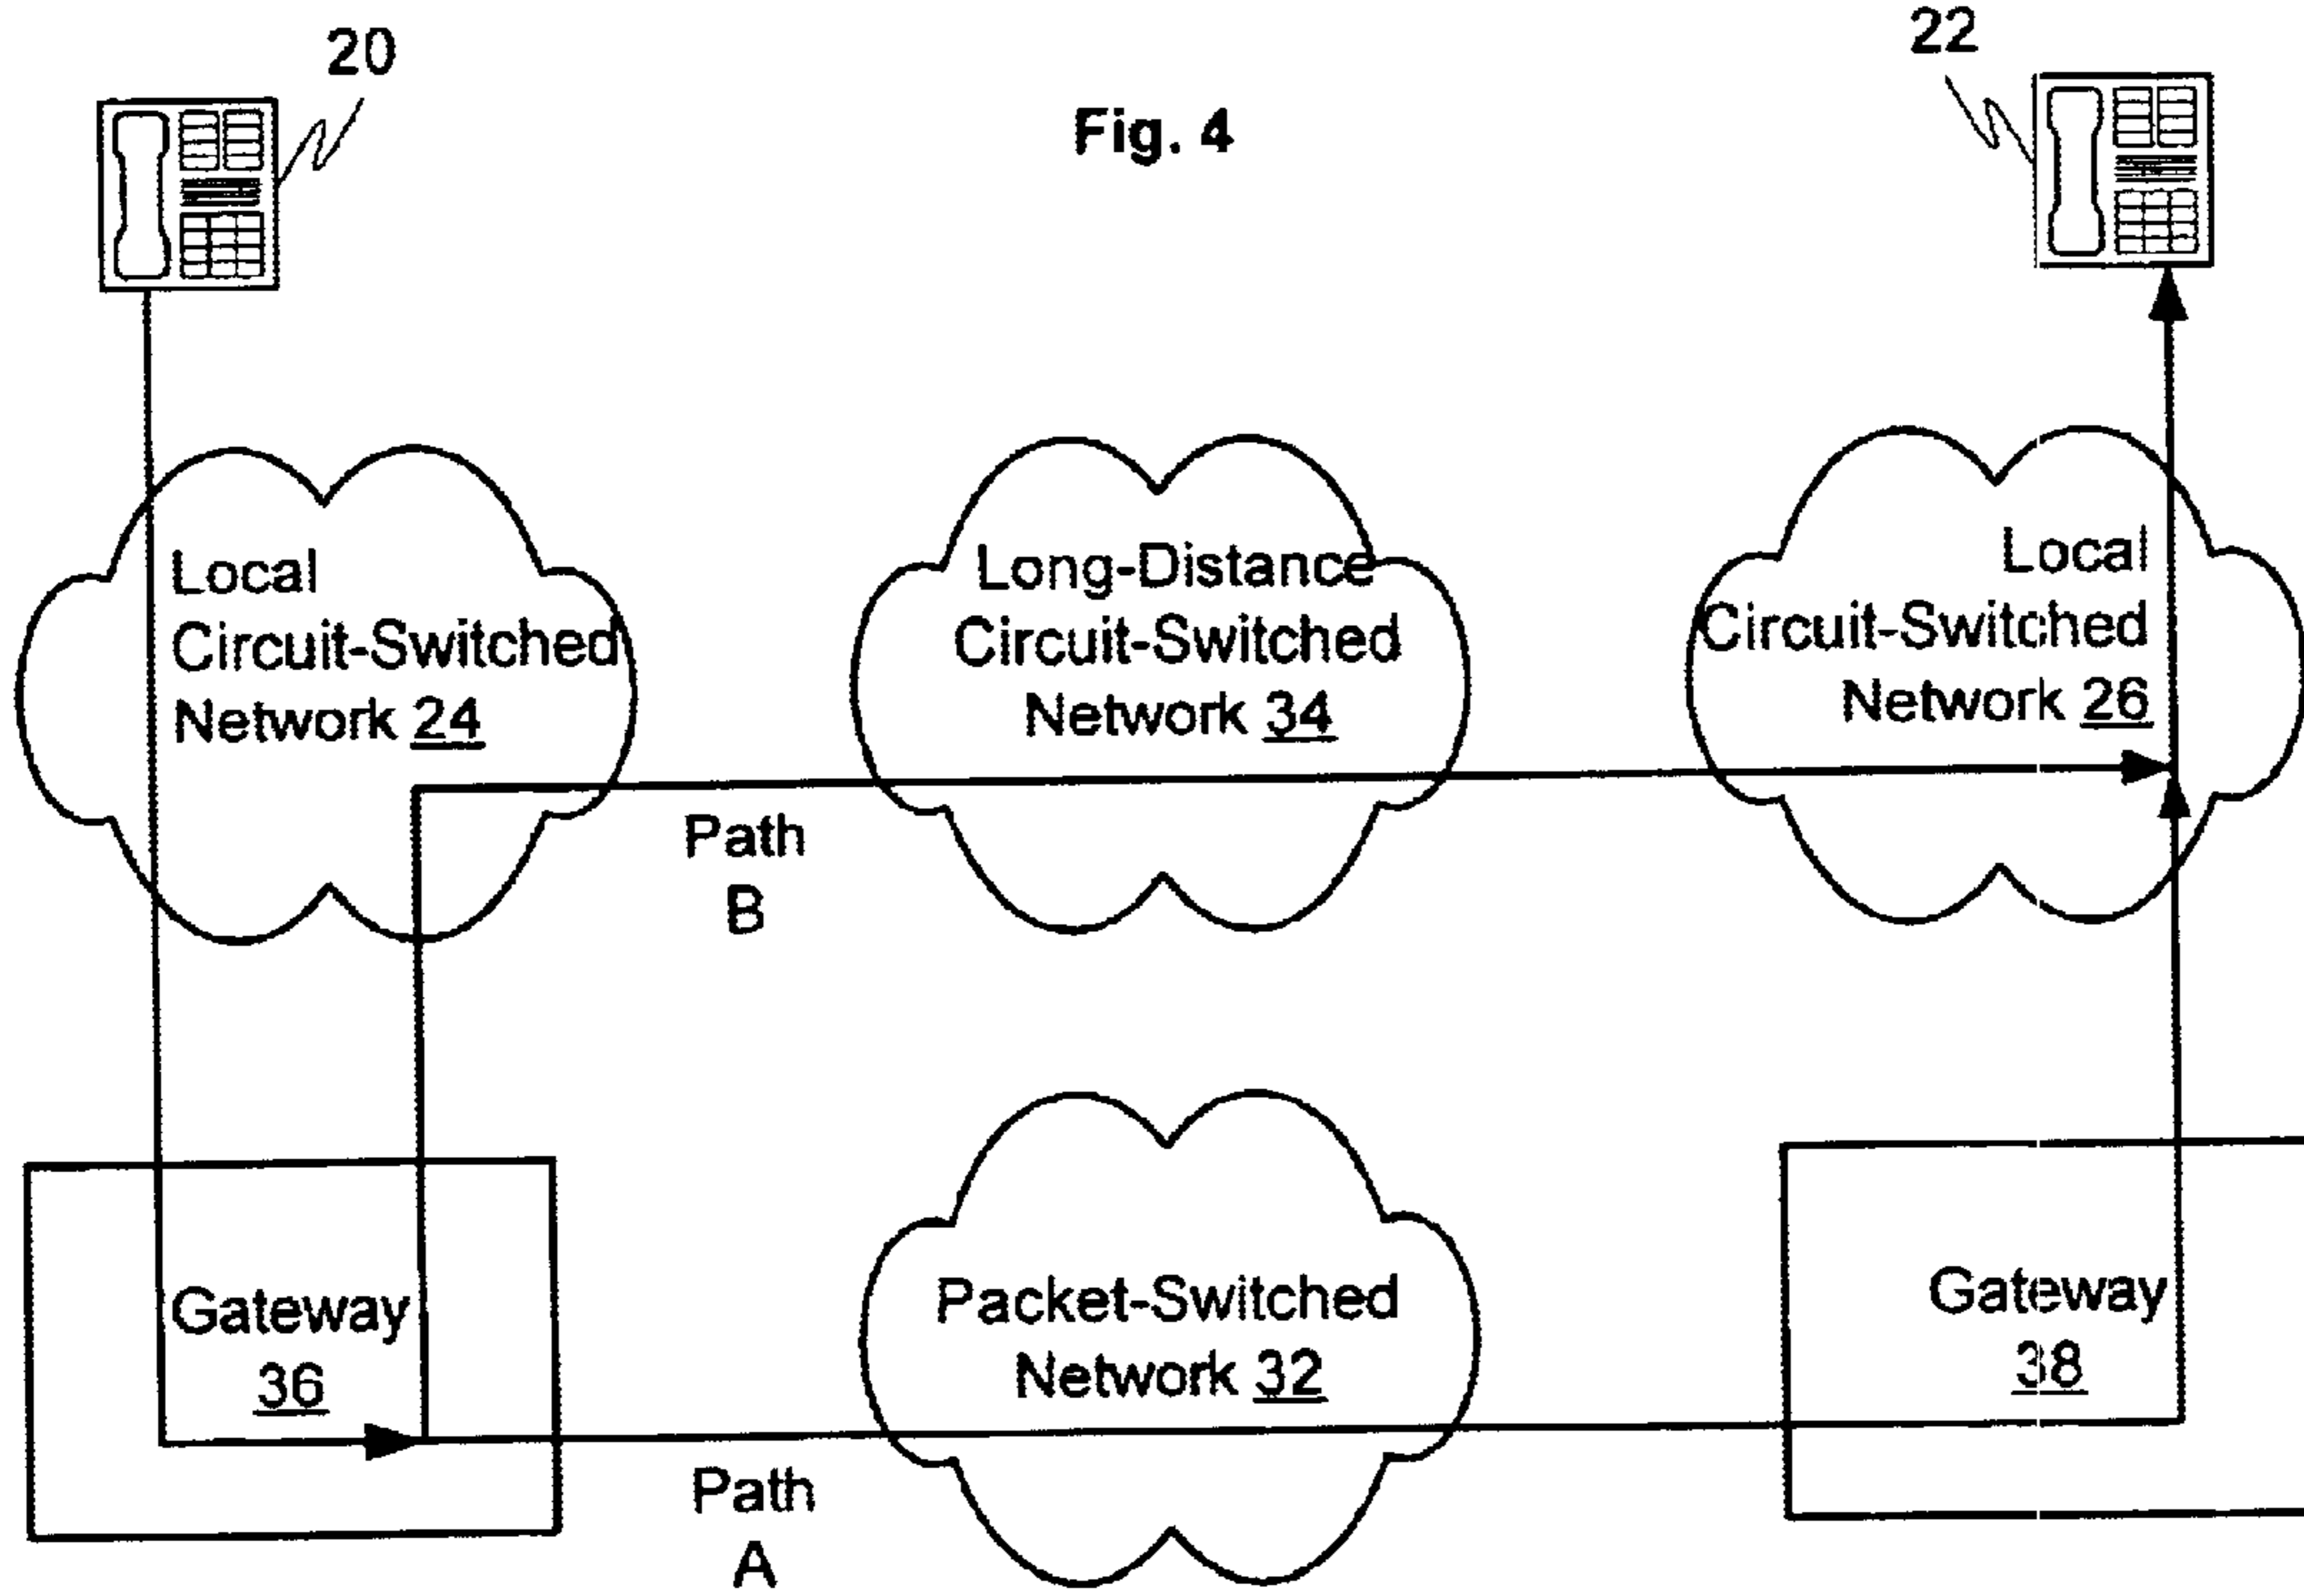 20
22
Fig. 4
Local
Circuit-Switched
Network 24
Long-Distance
Circuit-Switched
Network 34
Local
Circuit-Switched
Network 26
Path
B
Gateway
36
Packet-Switched
Network 32
Gateway
38
Path
A